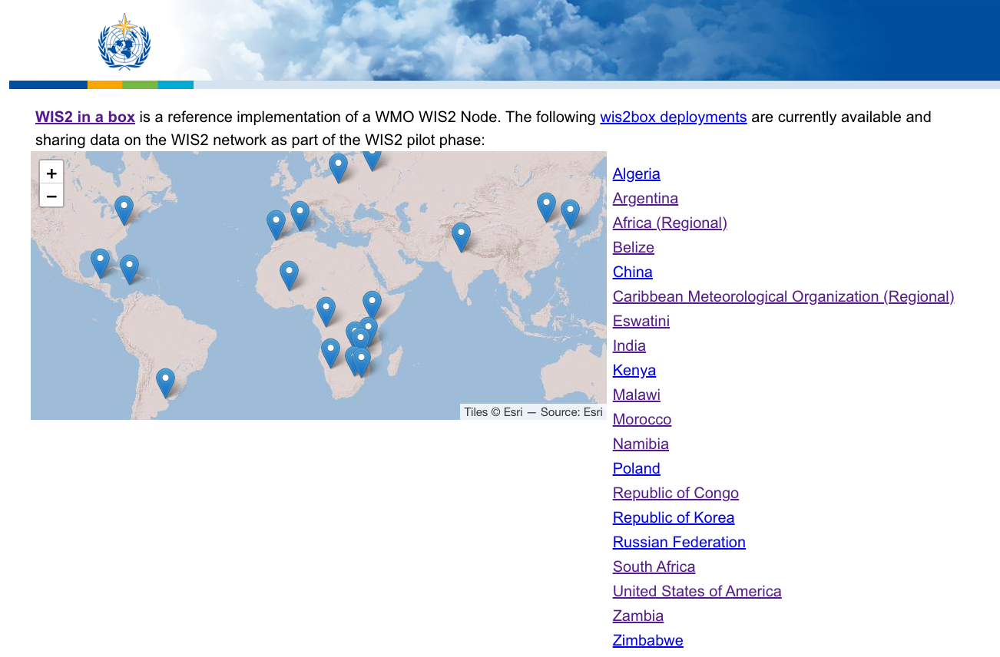 WIS2 in a box is a reference implementation of a WMO WIS2 Node. The following wis2box deployments are currently available and
sharing data on the WIS2 network as part of the WIS2 pilot phase:
+
−
Tiles © Esri — Source: Esri
Algeria
Argentina
Africa (Regional)
Belize
China
Caribbean Meteorological Organization (Regional)
Eswatini
India
Kenya
Malawi
Morocco
Namibia
Poland
Republic of Congo
Republic of Korea
Russian Federation
South Africa
United States of America
Zambia
Zimbabwe